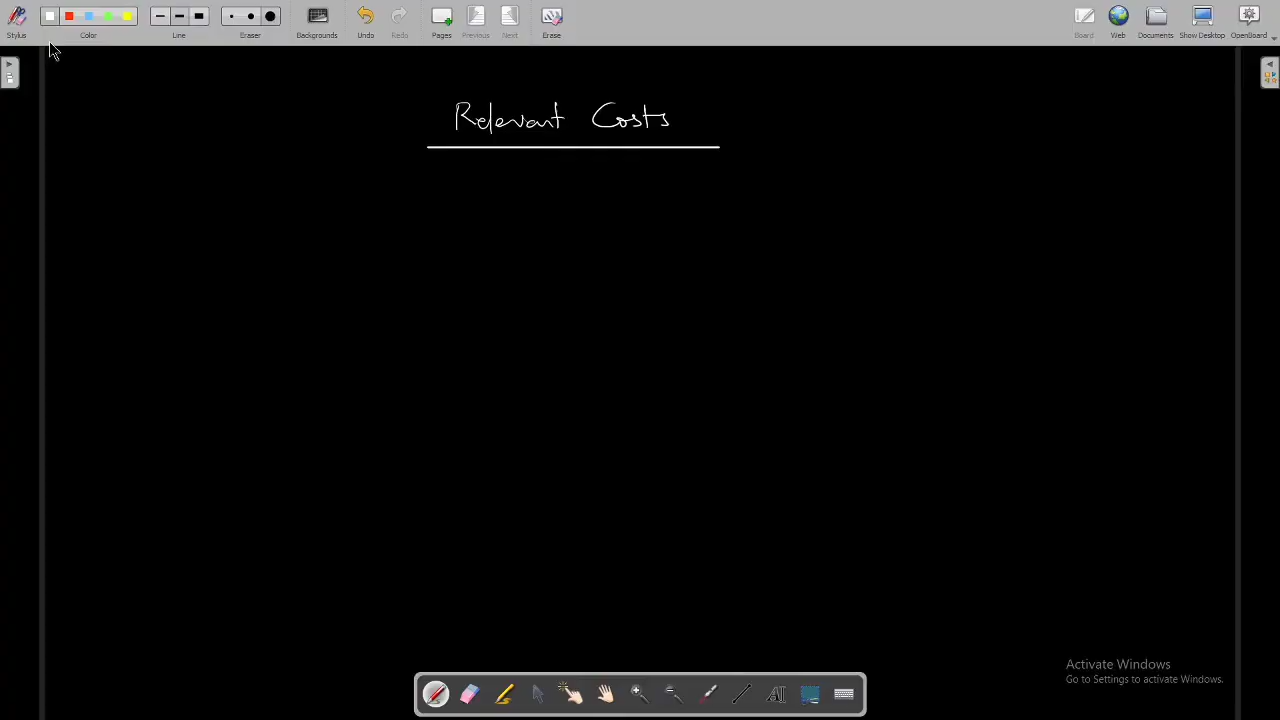 Stylus Color Line Eraser Backgrounds Undo Redo Pages Previous Next Erase Board Web Documents Show Desktop OpenBoard
Relevant Costs
Activate Windows
Go to Settings to activate Windows.